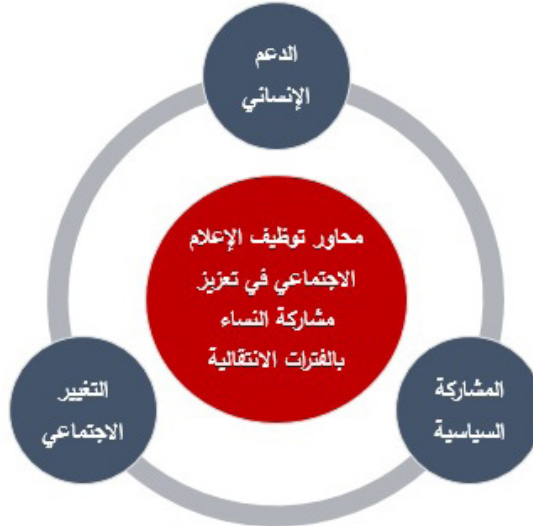 الدعم
الإنساني
محاور توظيف الإعلام
الاجتماعي في تعزيز
مشاركة النساء
بالفترات الانتقالية
المشاركة
السياسية
التغيير
الاجتماعي